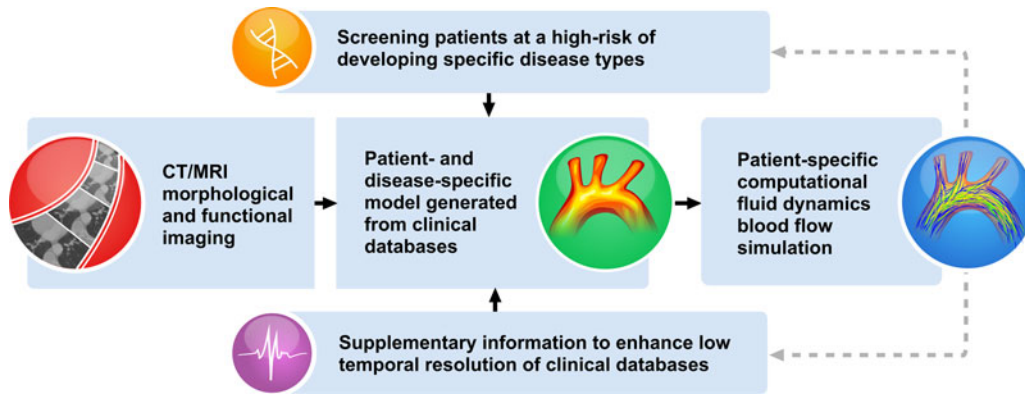 Screening patients at a high-risk of
developing specific disease types
CT/MRI
morphological
and functional
imaging
Patient- and
disease-specific
model generated
from clinical
databases
Patient-specific
computational
fluid dynamics
blood flow
simulation
Supplementary information to enhance low
temporal resolution of clinical databases